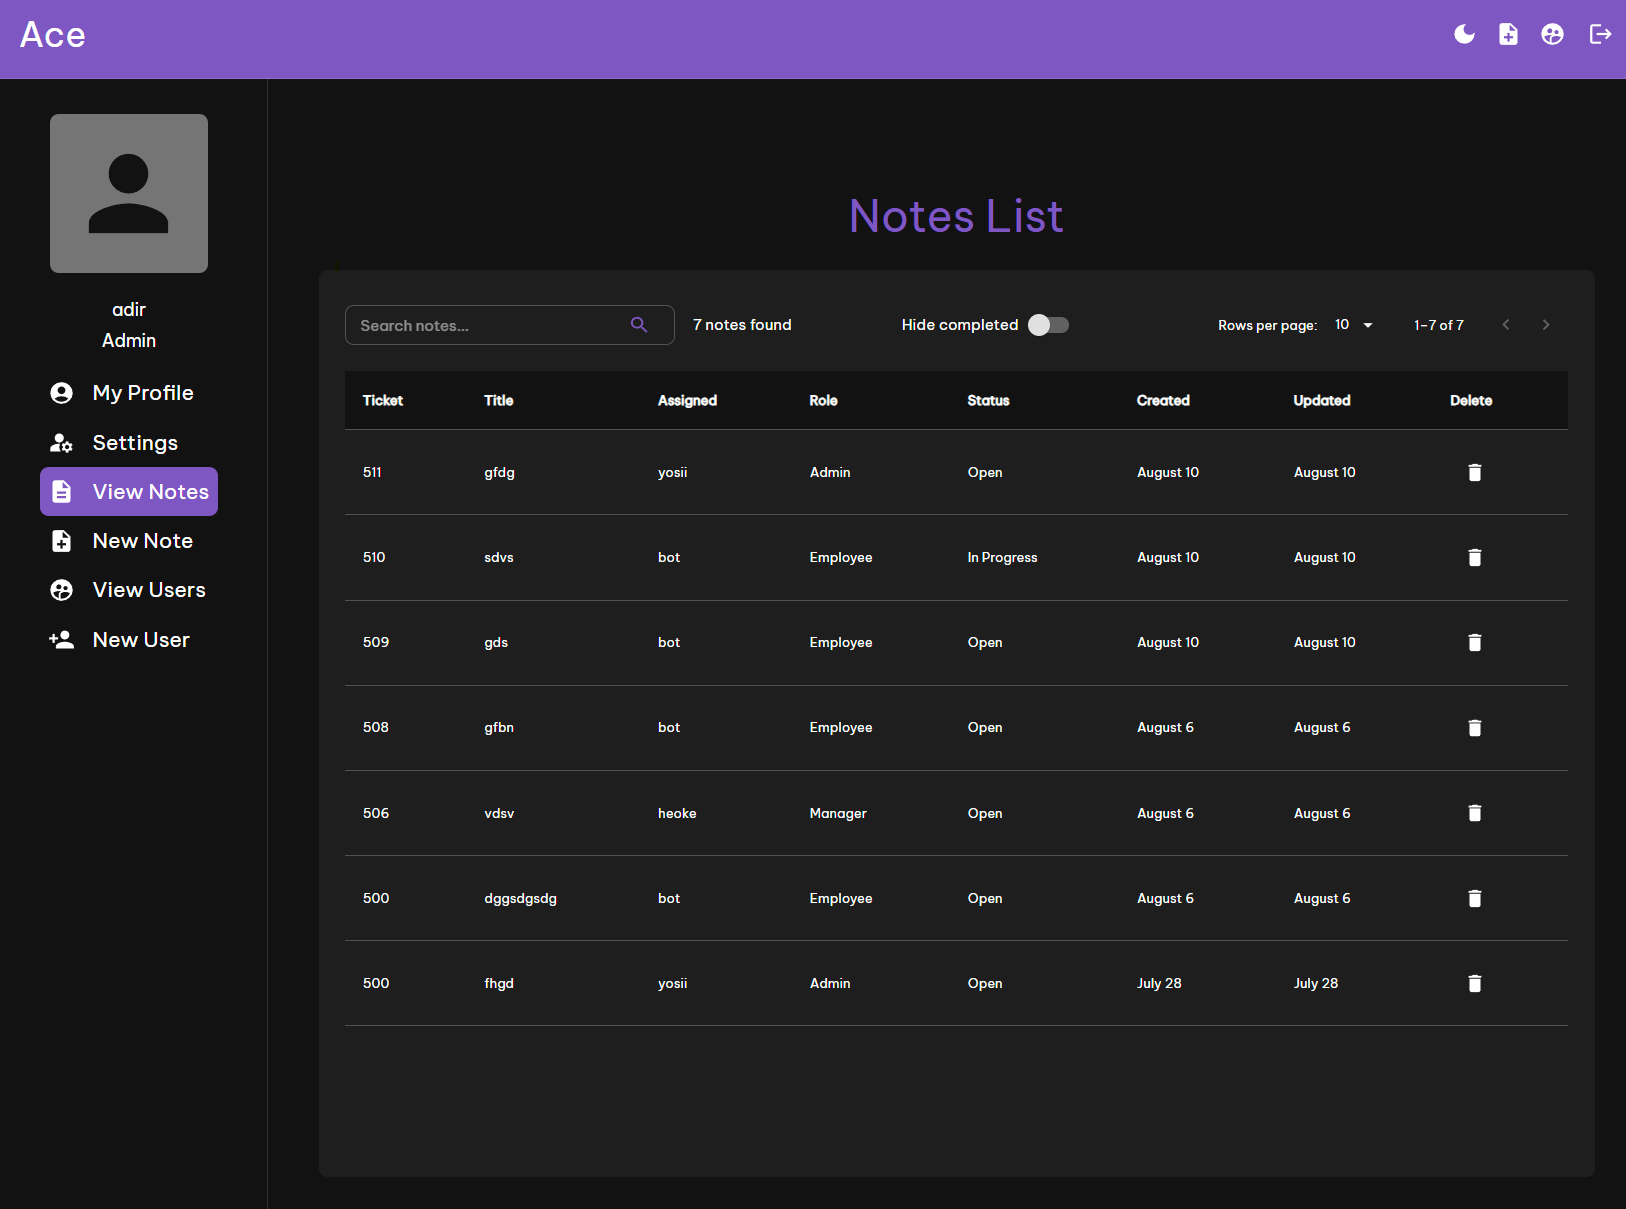 Ace
adir
Admin
My Profile
Settings
View Notes
New Note
View Users
New User
Notes List
Search notes... 7 notes found Hide completed Rows per page: 10 1–7 of 7
Ticket Title Assigned Role Status Created Updated Delete
511 gfdg yosii Admin Open August 10 August 10
510 sdvs bot Employee In Progress August 10 August 10
509 gds bot Employee Open August 10 August 10
508 gfbn bot Employee Open August 6 August 6
506 vdsv heoke Manager Open August 6 August 6
500 dggsdgsdg bot Employee Open August 6 August 6
500 fhgd yosii Admin Open July 28 July 28